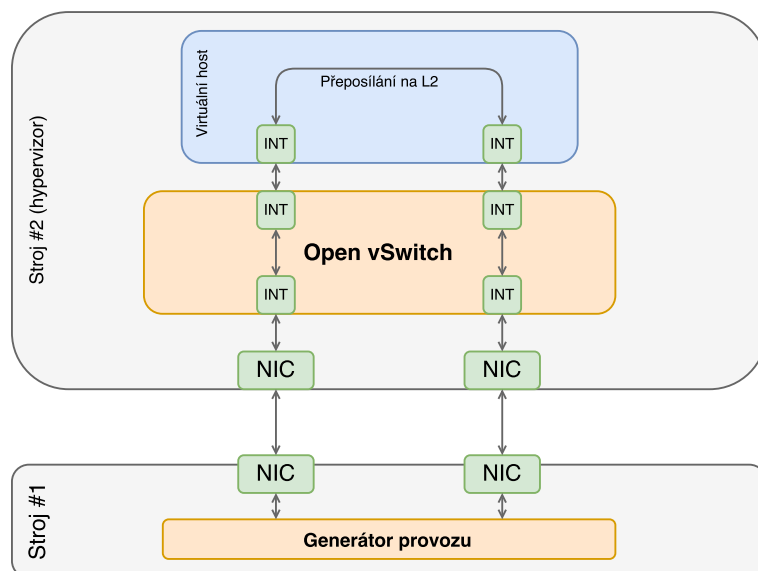 Stroj #2 (hypervizor)
Virtuální host
Přeposílání na L2
INT
INT
INT
INT
Open vSwitch
INT
INT
NIC
NIC
Stroj #1
NIC
NIC
Generátor provozu